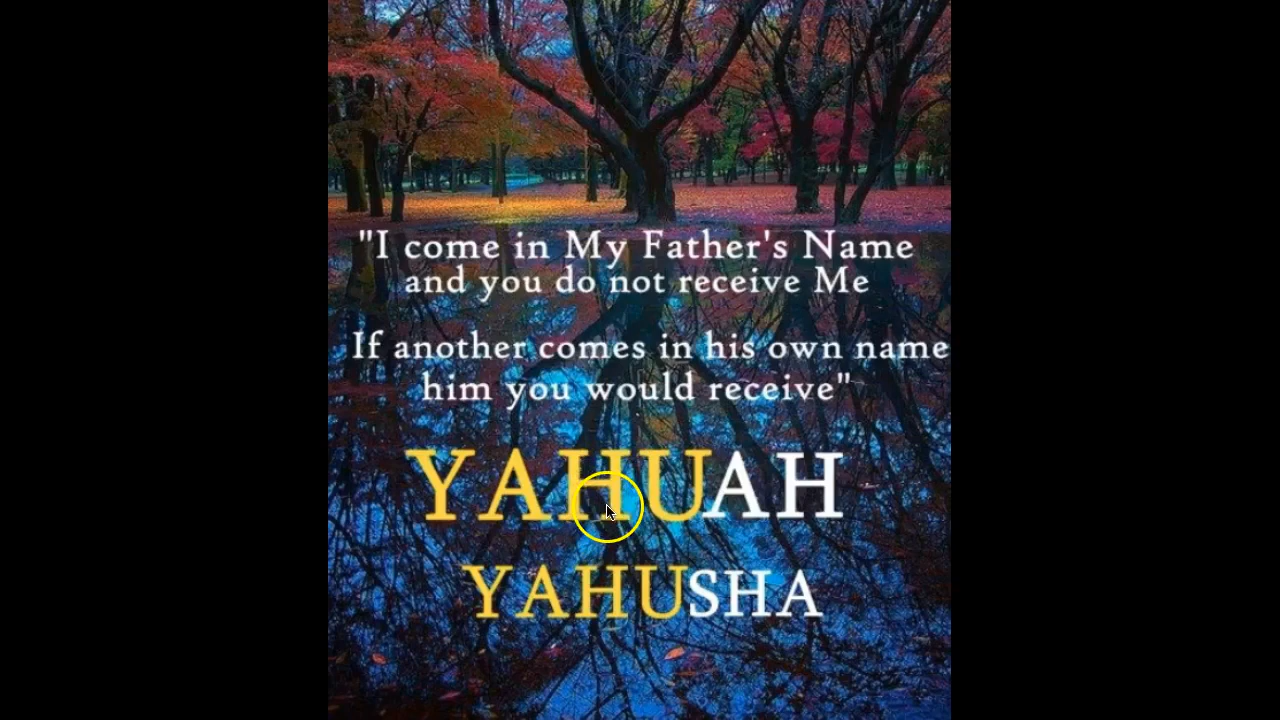 "I come in My Father's Name
and you do not receive Me
If another comes in his own name
him you would receive"
YAHUAH
YAHUSHA